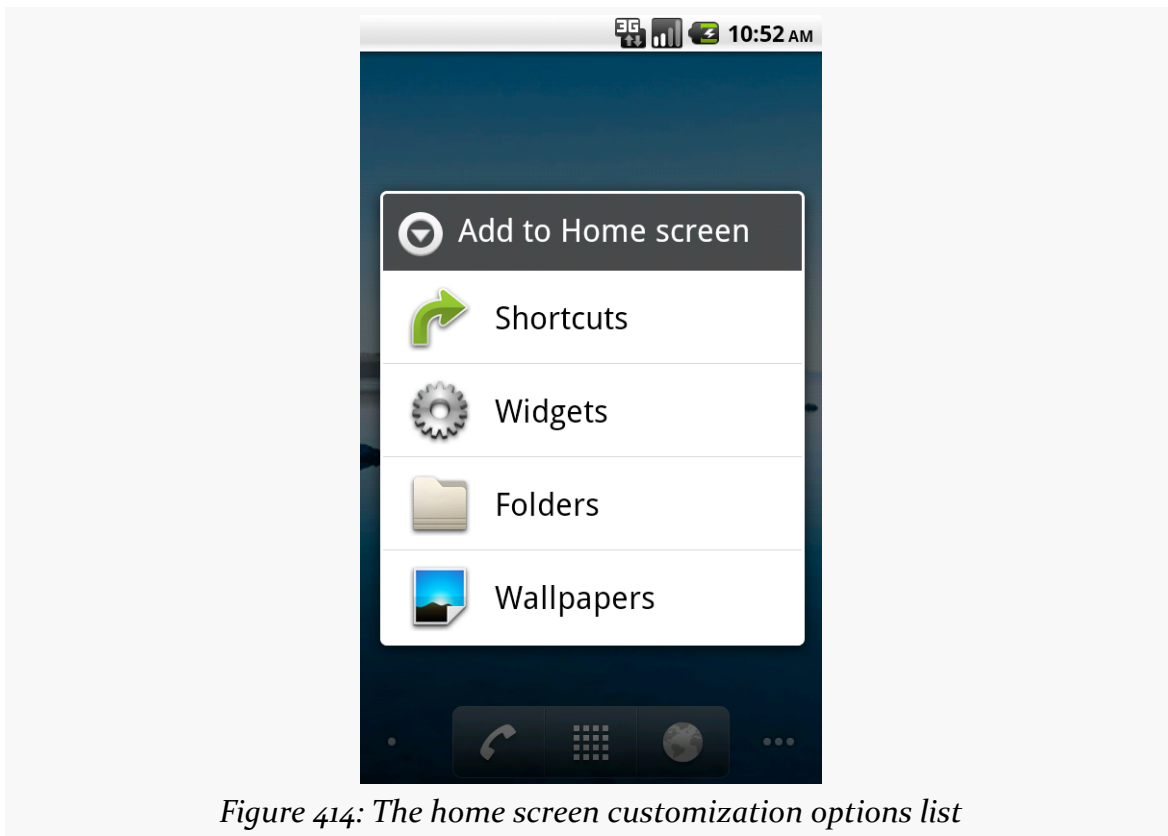 3G 10:52 AM
Add to Home screen
Shortcuts
Widgets
Folders
Wallpapers
Figure 414: The home screen customization options list